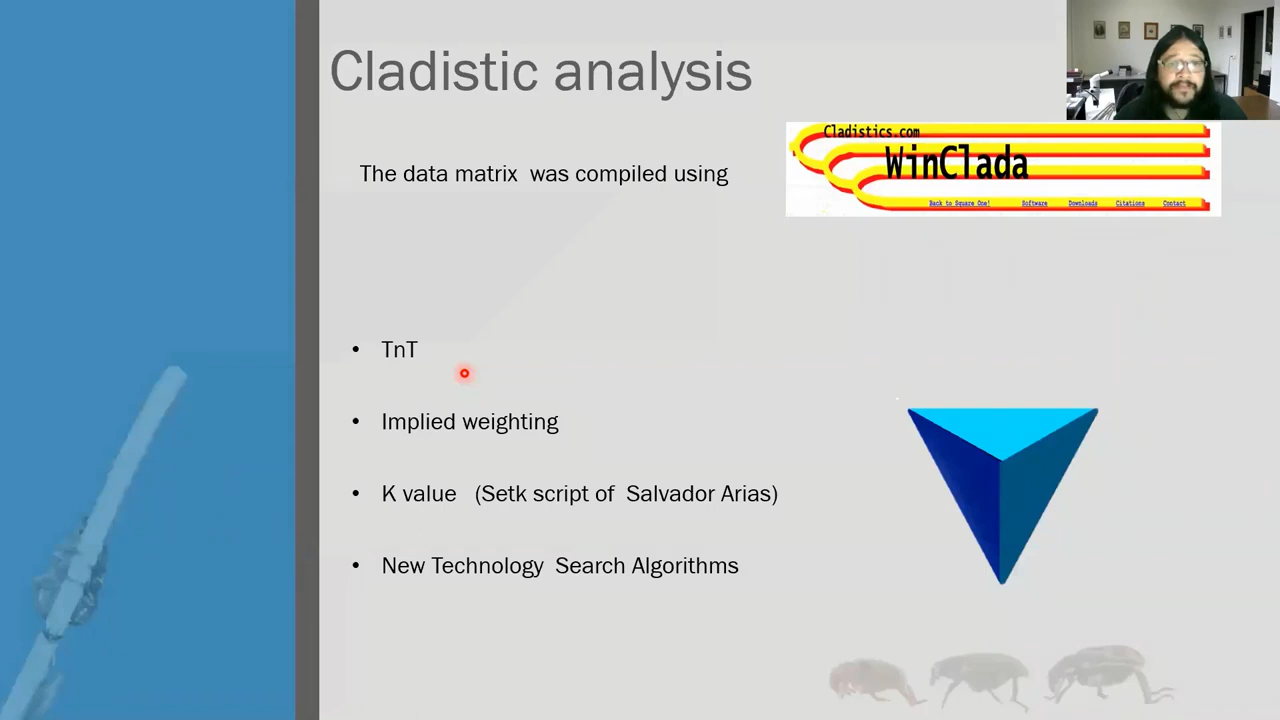 Cladistic analysis
Cladistics.com
WinClada
The data matrix was compiled using
Back to Square One! Software Downloads Citations Contact
• TnT
• Implied weighting
• K value (Setk script of Salvador Arias)
• New Technology Search Algorithms